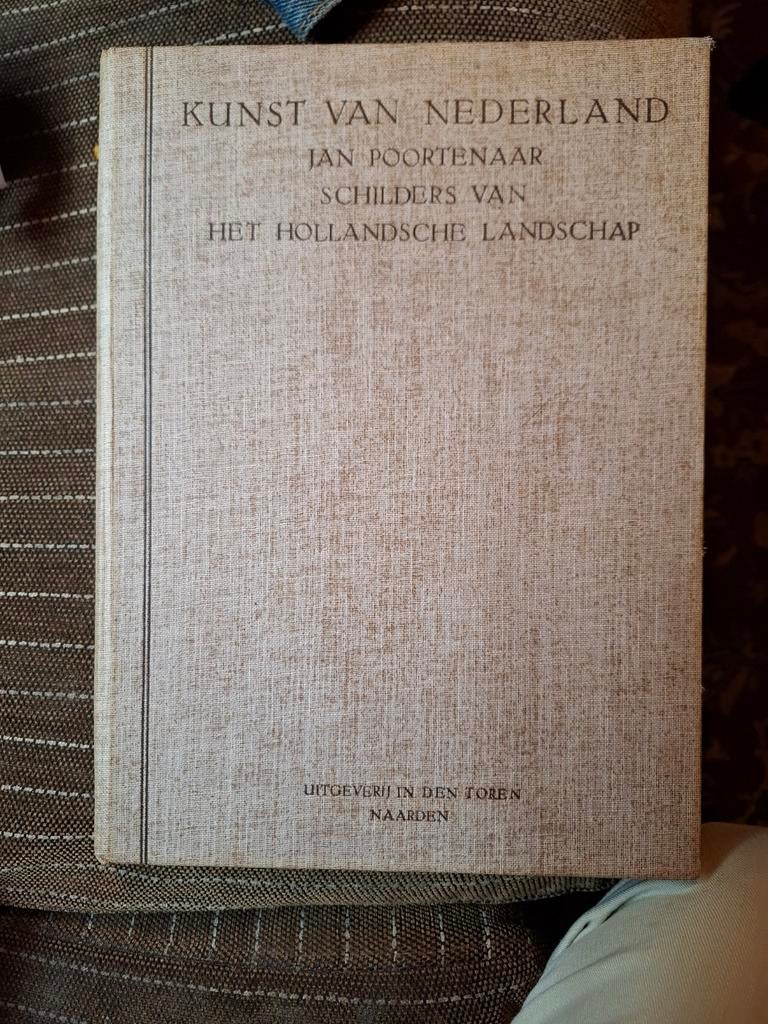 KUNST VAN NEDERLAND
JAN POORTENAAR
SCHILDERS VAN
HET HOLLANDSCHE LANDSCHAP
UITGEVERIJ IN DEN TOREN
NAARDEN